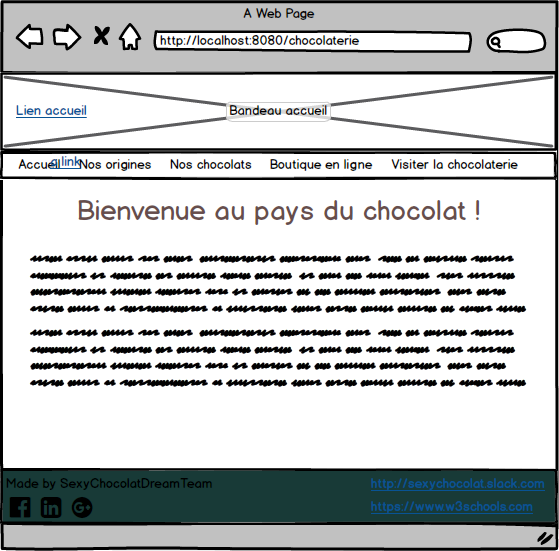 A Web Page
http://localhost:8080/chocolaterie
Lien accueil
Bandeau accueil
Accueil a link Nos origines Nos chocolats Boutique en ligne Visiter la chocolaterie
Bienvenue au pays du chocolat !
Made by SexyChocolatDreamTeam
http://sexychocolat.slack.com
https://www.w3schools.com